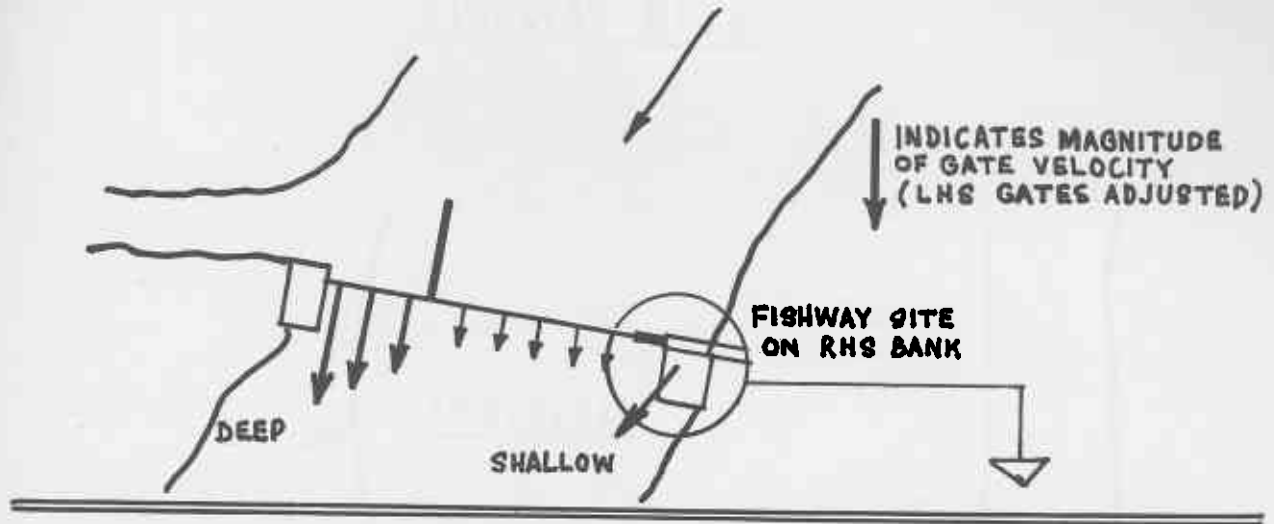 INDICATES MAGNITUDE
OF GATE VELOCITY
(LHS GATES ADJUSTED)
FISHWAY SITE
ON RHS BANK
DEEP
SHALLOW